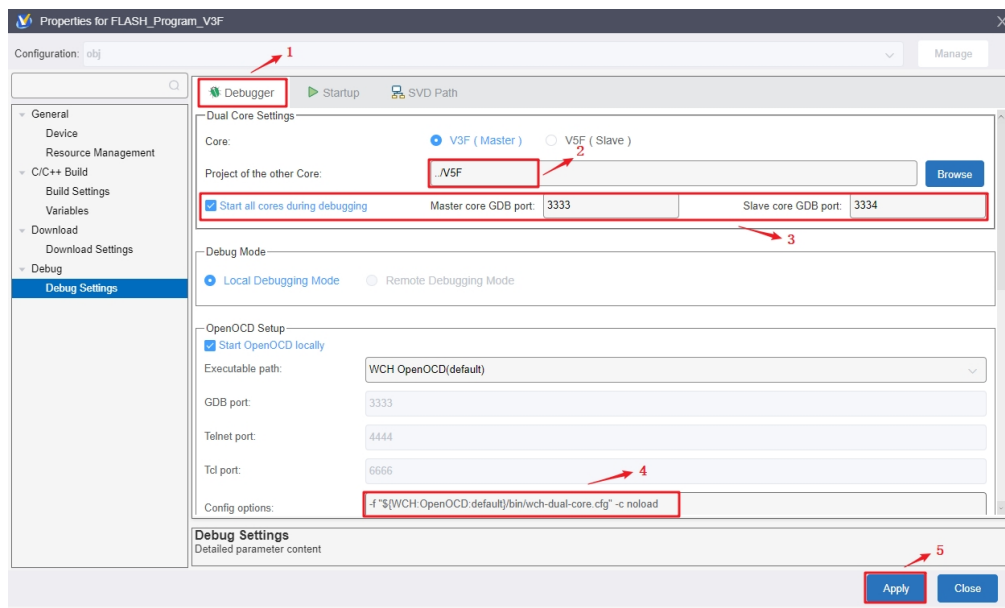 Properties for FLASH_Program_V3F
Configuration: obj
Manage
1
Debugger Startup SVD Path
General
Device
Resource Management
C/C++ Build
Build Settings
Variables
Download
Download Settings
Debug
Debug Settings
Dual Core Settings
Core: V3F ( Master ) V5F ( Slave )
2
Project of the other Core: ../V5F Browse
Start all cores during debugging Master core GDB port: 3333 Slave core GDB port: 3334
3
Debug Mode
Local Debugging Mode Remote Debugging Mode
OpenOCD Setup
Start OpenOCD locally
Executable path: WCH OpenOCD(default)
GDB port: 3333
Telnet port: 4444
Tcl port: 6666
4
Config options: -f "${WCH:OpenOCD:default}/bin/wch-dual-core.cfg" -c noload
Debug Settings
Detailed parameter content
5
Apply Close